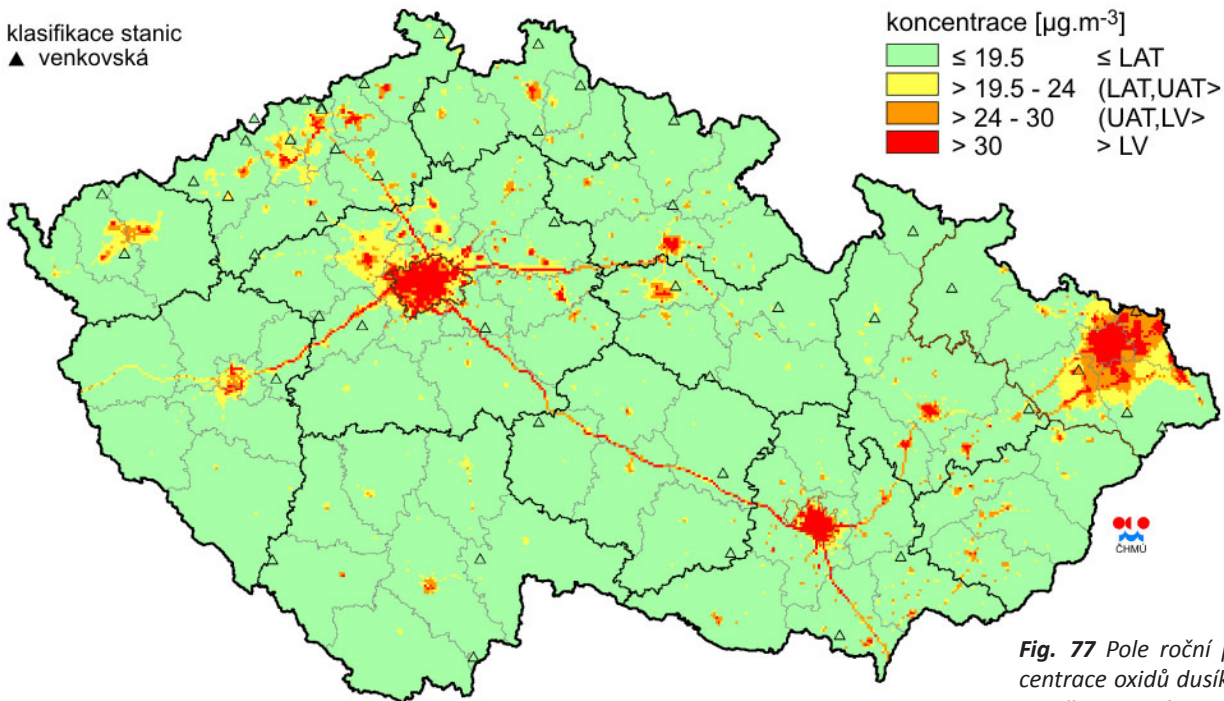 klasifikace stanic
▲ venkovská
koncentrace [µg.m-3]
≤ 19.5 ≤ LAT
> 19.5 - 24 (LAT,UAT>
> 24 - 30 (UAT,LV>
> 30 > LV
ČHMÚ
Fig. 77 Pole roční p
centrace oxidů dusík